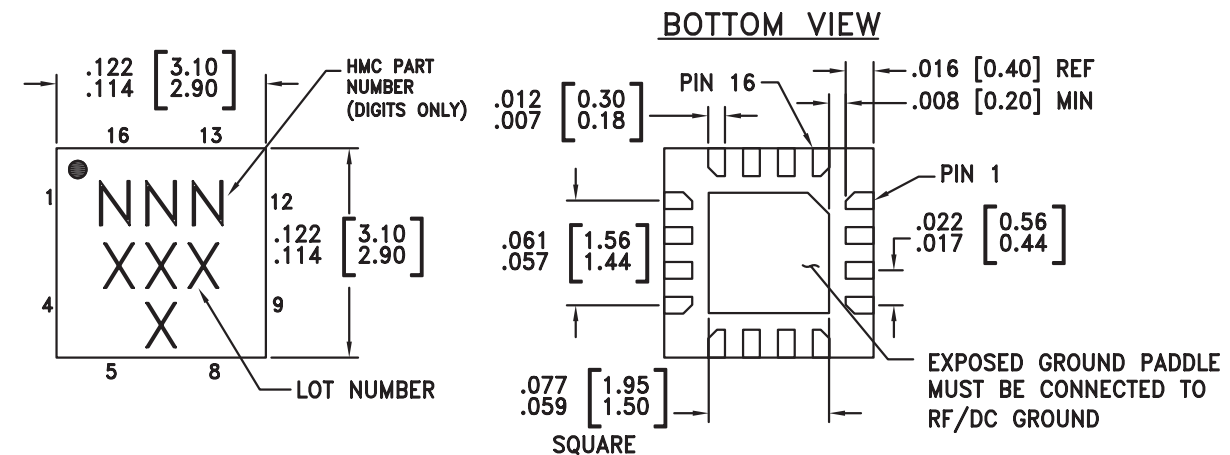 BOTTOM VIEW
.122 [3.10]
.114 [2.90]
HMC PART
NUMBER
(DIGITS ONLY)
16 13
1 12
4 9
5 8
NNN
XXX
X
.122 [3.10]
.114 [2.90]
LOT NUMBER
PIN 16
.016 [0.40] REF
.008 [0.20] MIN
.012 [0.30]
.007 [0.18]
PIN 1
.022 [0.56]
.017 [0.44]
.061 [1.56]
.057 [1.44]
EXPOSED GROUND PADDLE
MUST BE CONNECTED TO
RF/DC GROUND
.077 [1.95]
.059 [1.50]
SQUARE